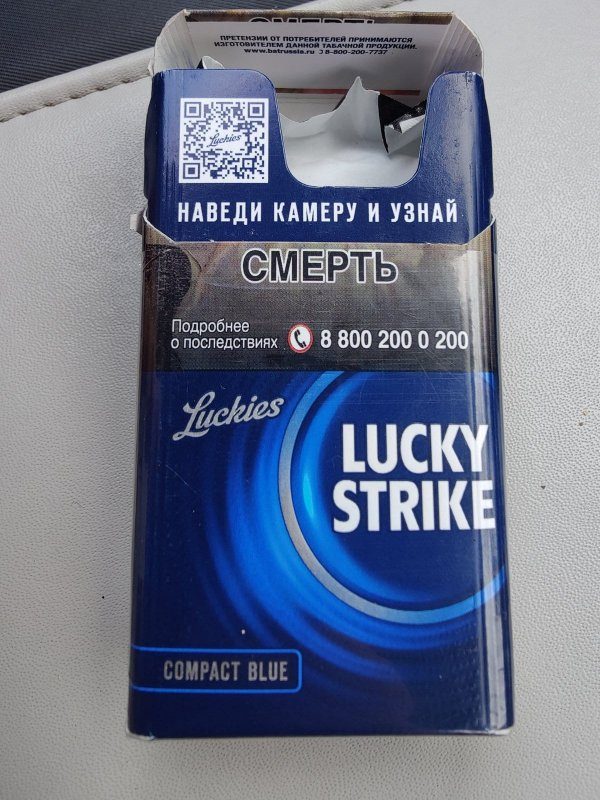 СМЕРТЬ
ПРЕТЕНЗИИ ОТ ПОТРЕБИТЕЛЕЙ ПРИНИМАЮТСЯ
ИЗГОТОВИТЕЛЕМ ДАННОЙ ТАБАЧНОЙ ПРОДУКЦИИ.
www.batrussia.ru 8-800-200-7737
Luckies
НАВЕДИ КАМЕРУ И УЗНАЙ
СМЕРТЬ
Подробнее
о последствиях 8 800 200 0 200
Luckies
LUCKY
STRIKE
COMPACT BLUE